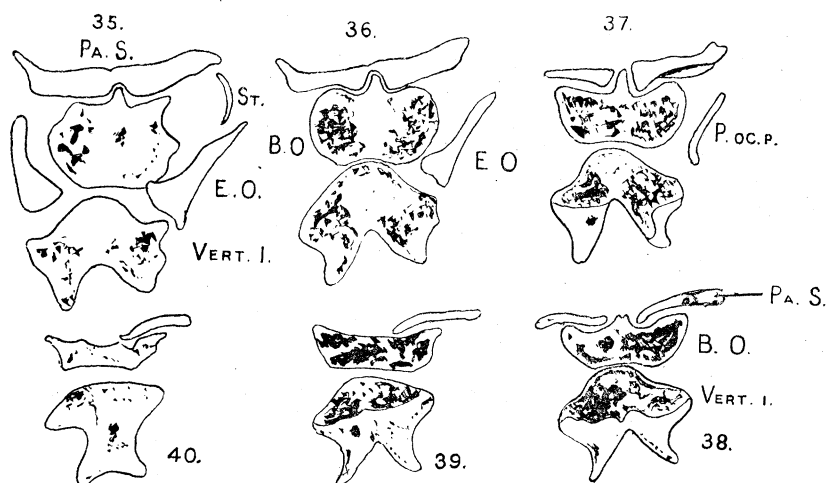 35.
PA. S.
ST.
E. O.
VERT. I.
36.
B. O
E O
37.
P. OC. P.
PA. S.
B. O.
VERT. I.
38.
39.
40.